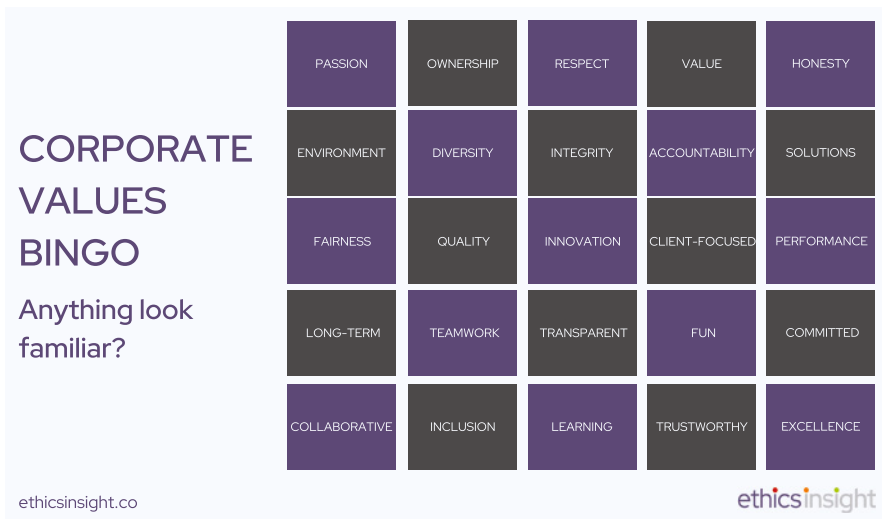 CORPORATE
VALUES
BINGO
Anything look
familiar?
PASSION OWNERSHIP RESPECT VALUE HONESTY
ENVIRONMENT DIVERSITY INTEGRITY ACCOUNTABILITY SOLUTIONS
FAIRNESS QUALITY INNOVATION CLIENT-FOCUSED PERFORMANCE
LONG-TERM TEAMWORK TRANSPARENT FUN COMMITTED
COLLABORATIVE INCLUSION LEARNING TRUSTWORTHY EXCELLENCE
ethicsinsight.co
ethicsinsight